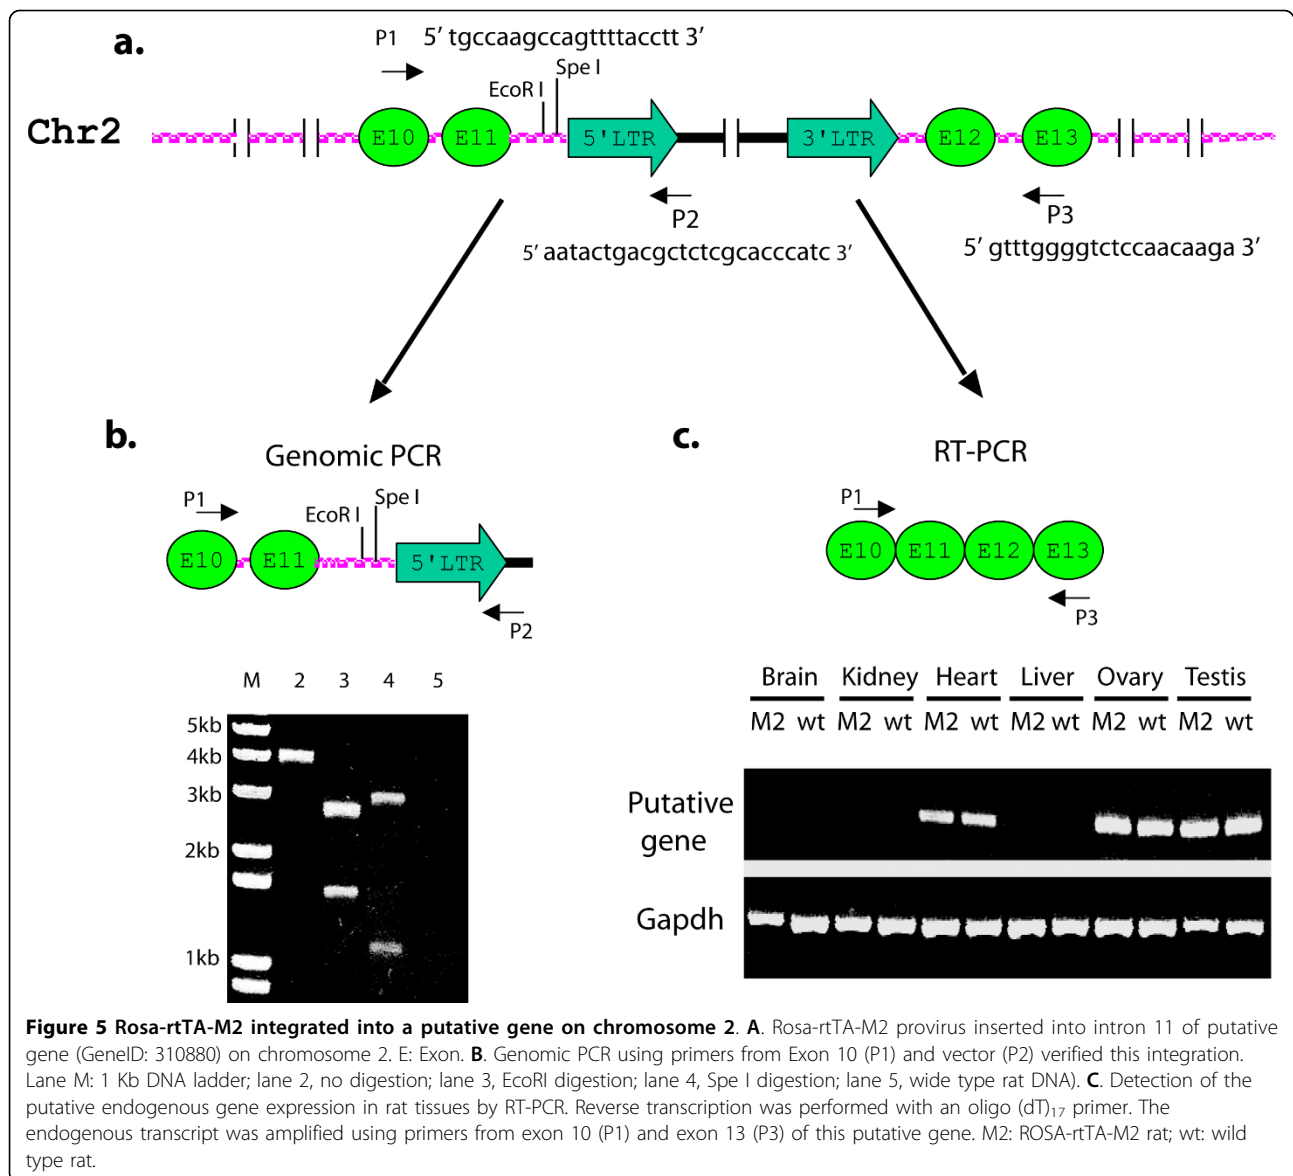 a.
P1 5′ tgccaagccagttttacctt 3′
EcoR I Spe I
Chr2 E10 E11 5'LTR 3'LTR E12 E13
P2
5′ aatactgacgctctcgcacccatc 3′
P3
5′ gtttggggtctccaacaaga 3′
b.
Genomic PCR
P1 EcoR I Spe I
E10 E11 5'LTR
P2
M 2 3 4 5
5kb
4kb
3kb
2kb
1kb
c.
RT-PCR
P1
E10 E11 E12 E13
P3
Brain Kidney Heart Liver Ovary Testis
M2 wt M2 wt M2 wt M2 wt M2 wt M2 wt
Putative
gene
Gapdh
Figure 5 Rosa-rtTA-M2 integrated into a putative gene on chromosome 2. A. Rosa-rtTA-M2 provirus inserted into intron 11 of putative
gene (GeneID: 310880) on chromosome 2. E: Exon. B. Genomic PCR using primers from Exon 10 (P1) and vector (P2) verified this integration.
Lane M: 1 Kb DNA ladder; lane 2, no digestion; lane 3, EcoRI digestion; lane 4, Spe I digestion; lane 5, wide type rat DNA). C. Detection of the
putative endogenous gene expression in rat tissues by RT-PCR. Reverse transcription was performed with an oligo (dT)17 primer. The
endogenous transcript was amplified using primers from exon 10 (P1) and exon 13 (P3) of this putative gene. M2: ROSA-rtTA-M2 rat; wt: wild
type rat.